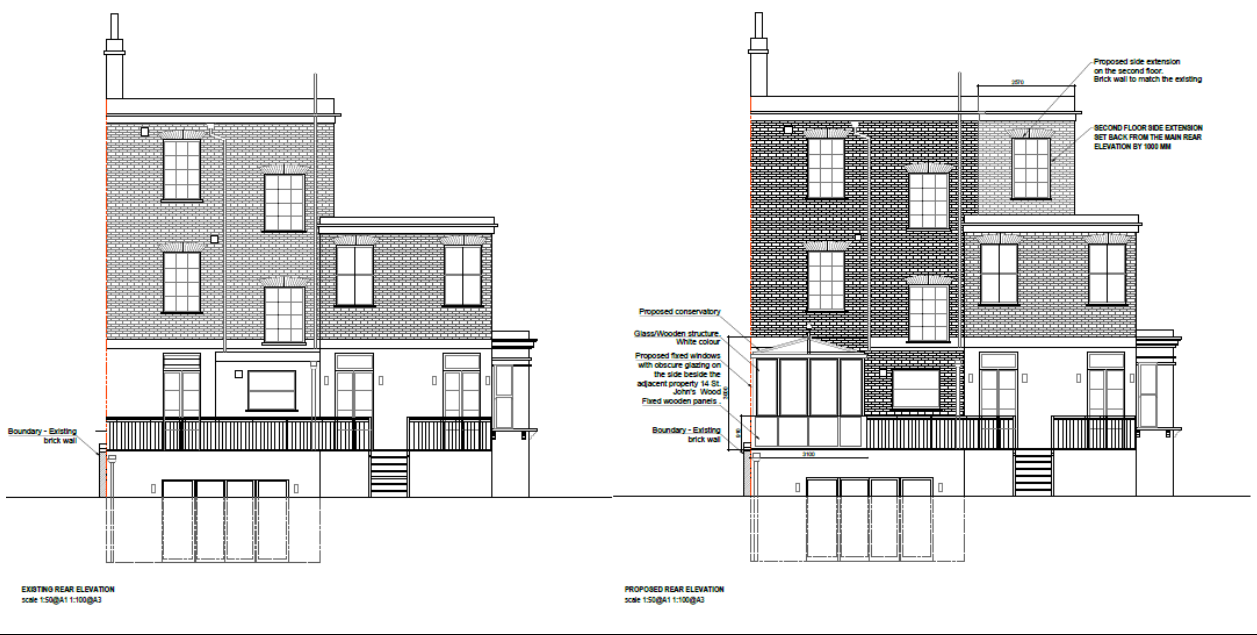 Boundary - Existing
brick wall
EXISTING REAR ELEVATION
scale 1:50@A1 1:100@A3
2570
Proposed side extension
on the second floor.
Brick wall to match the existing
SECOND FLOOR SIDE EXTENSION
SET BACK FROM THE MAIN REAR
ELEVATION BY 1000 MM
Proposed conservatory
Glass/Wooden structure.
White colour
Proposed fixed windows
with obscure glazing on
the side beside the
adjacent property 14 St.
John's Wood
Fixed wooden panels
Boundary - Existing
brick wall
3100
PROPOSED REAR ELEVATION
scale 1:50@A1 1:100@A3